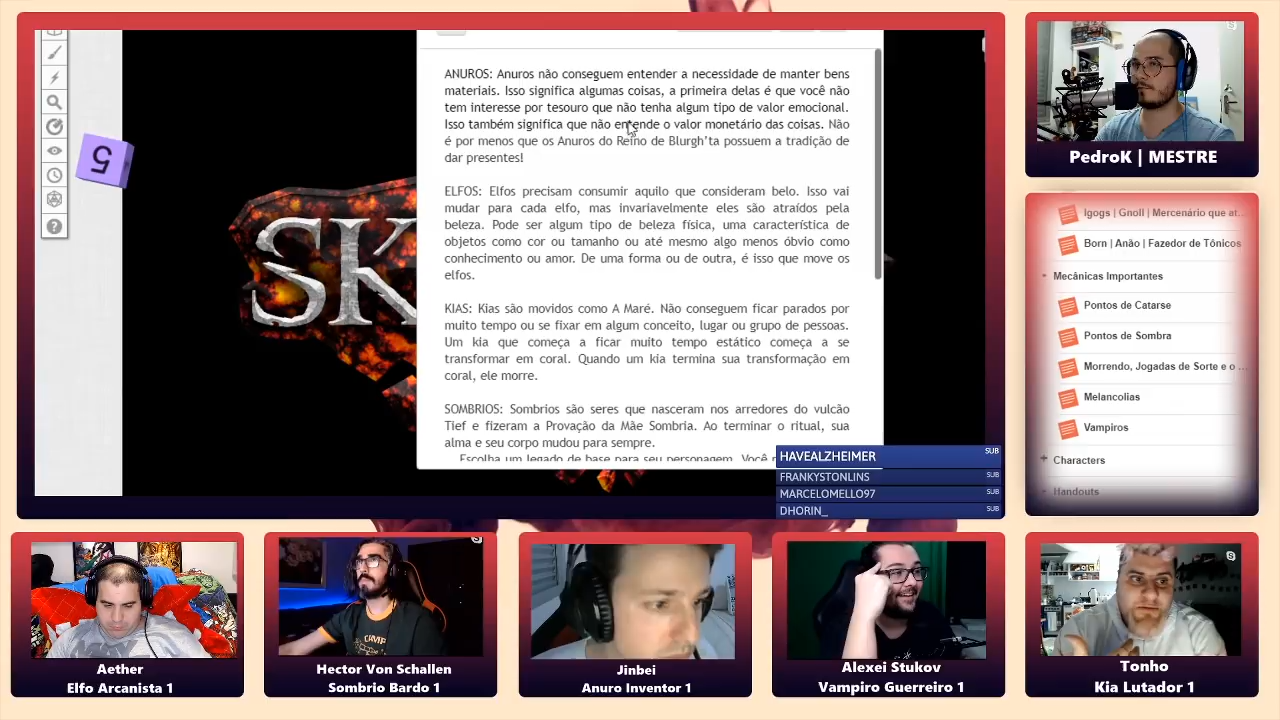 5
SK
ANUROS: Anuros não conseguem entender a necessidade de manter bens
materiais. Isso significa algumas coisas, a primeira delas é que você não
tem interesse por tesouro que não tenha algum tipo de valor emocional.
Isso também significa que não entende o valor monetário das coisas. Não
é por menos que os Anuros do Reino de Blurgh'ta possuem a tradição de
dar presentes!
ELFOS: Elfos precisam consumir aquilo que consideram belo. Isso vai
mudar para cada elfo, mas invariavelmente eles são atraídos pela
beleza. Pode ser algum tipo de beleza física, uma característica de
objetos como cor ou tamanho ou até mesmo algo menos óbvio como
conhecimento ou amor. De uma forma ou de outra, é isso que move os
elfos.
KIAS: Kias são movidos como A Maré. Não conseguem ficar parados por
muito tempo ou se fixar em algum conceito, lugar ou grupo de pessoas.
Um kia que começa a ficar muito tempo estático começa a se
transformar em coral. Quando um kia termina sua transformação em
coral, ele morre.
SOMBRIOS: Sombrios são seres que nasceram nos arredores do vulcão
Tief e fizeram a Provação da Mãe Sombria. Ao terminar o ritual, sua
alma e seu corpo mudou para sempre.
Escolha um legado de base para seu personagem. Você
HAVEALZHEIMER SUB
FRANKYSTONLINS SUB
MARCELOMELLO97 SUB
DHORIN_ SUB
PedroK | MESTRE
Igogs | Gnoll | Mercenário que at...
Born | Anão | Fazedor de Tônicos
Mecânicas Importantes
Pontos de Catarse
Pontos de Sombra
Morrendo, Jogadas de Sorte e o ...
Melancolias
Vampiros
Characters
Handouts
Aether
Elfo Arcanista 1
Hector Von Schallen
Sombrio Bardo 1
Jinbei
Anuro Inventor 1
Alexei Stukov
Vampiro Guerreiro 1
Tonho
Kia Lutador 1